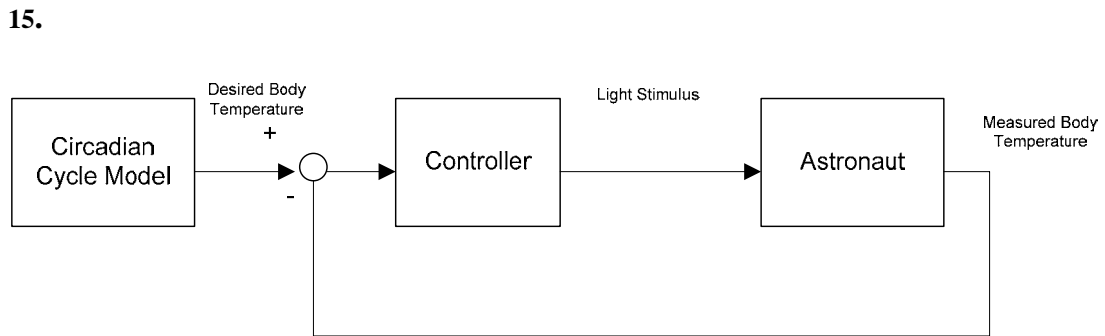 15.
Desired Body
Temperature
+
-
Circadian
Cycle Model
Controller
Light Stimulus
Astronaut
Measured Body
Temperature